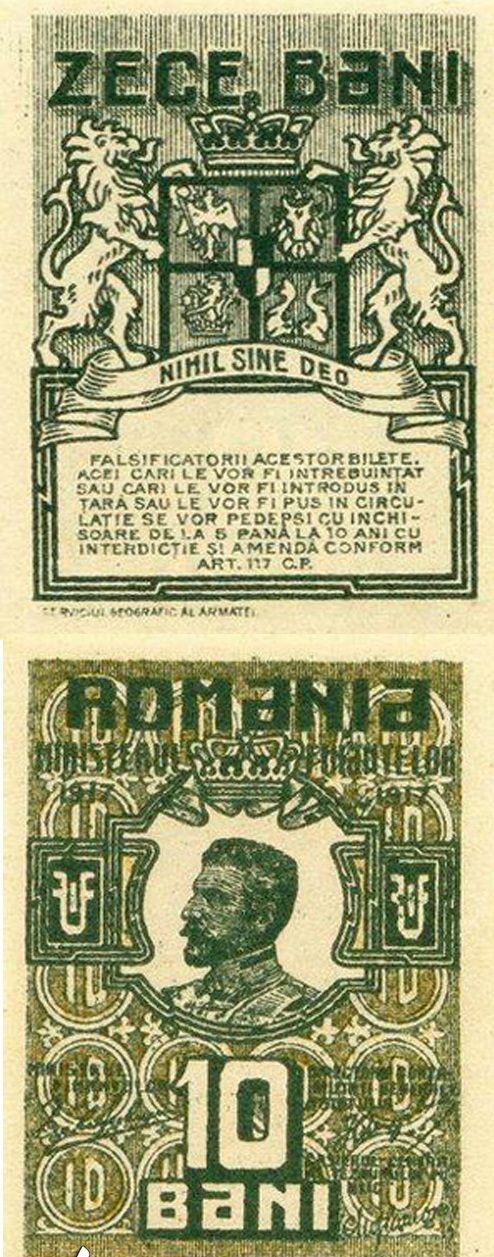 ZECE BANI
NIHIL SINE DEO
FALSIFICATORII ACESTOR BILETE,
ACEI CARI LE VOR FI INTREBUINTAT
SAU CARI LE VOR FI INTRODUS IN
ȚARĂ SAU LE VOR FI PUS IN CIRCU-
LATIE SE VOR PEDEPSI CU INCHI-
SOARE DE LA 5 PANĂ LA 10 ANI CU
INTERDICȚIE ȘI AMENDĂ CONFORM
ART. 117 C.P.
SERVICIUL GEOGRAFIC AL ARMATEI.
ROMANIA
MINISTERUL FINANȚELOR
1917 1917
10
BANI